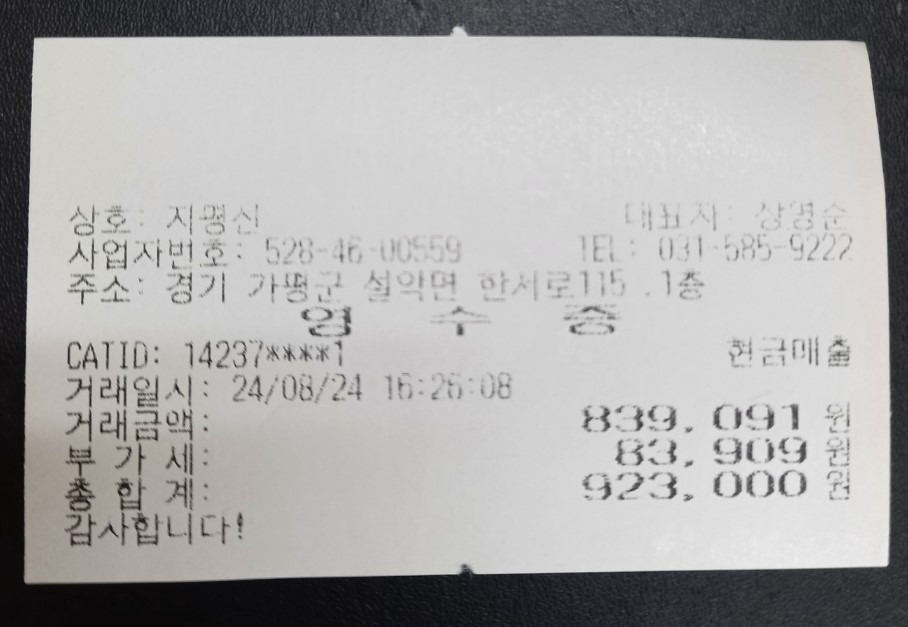 상호: 지명신 대표자: 상영순
사업자번호: 528-46-00559 TEL: 031-585-9222
주소: 경기 가평군 설악면 한서로115 .1층
영 수 증
CATID: 14237****1 현금매출
거래일시: 24/08/24 16:26:08
거래금액: 839,091 원
부 가 세: 83,909 원
총 합 계: 923,000 원
감사합니다!